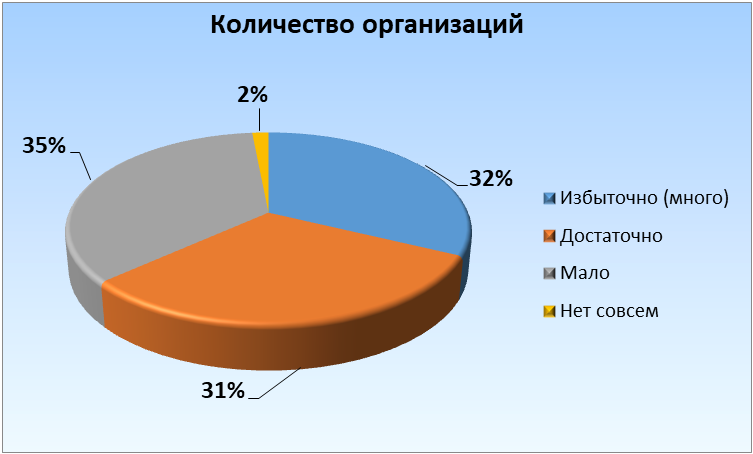 Количество организаций
2%
35%
32%
31%
Избыточно (много)
Достаточно
Мало
Нет совсем